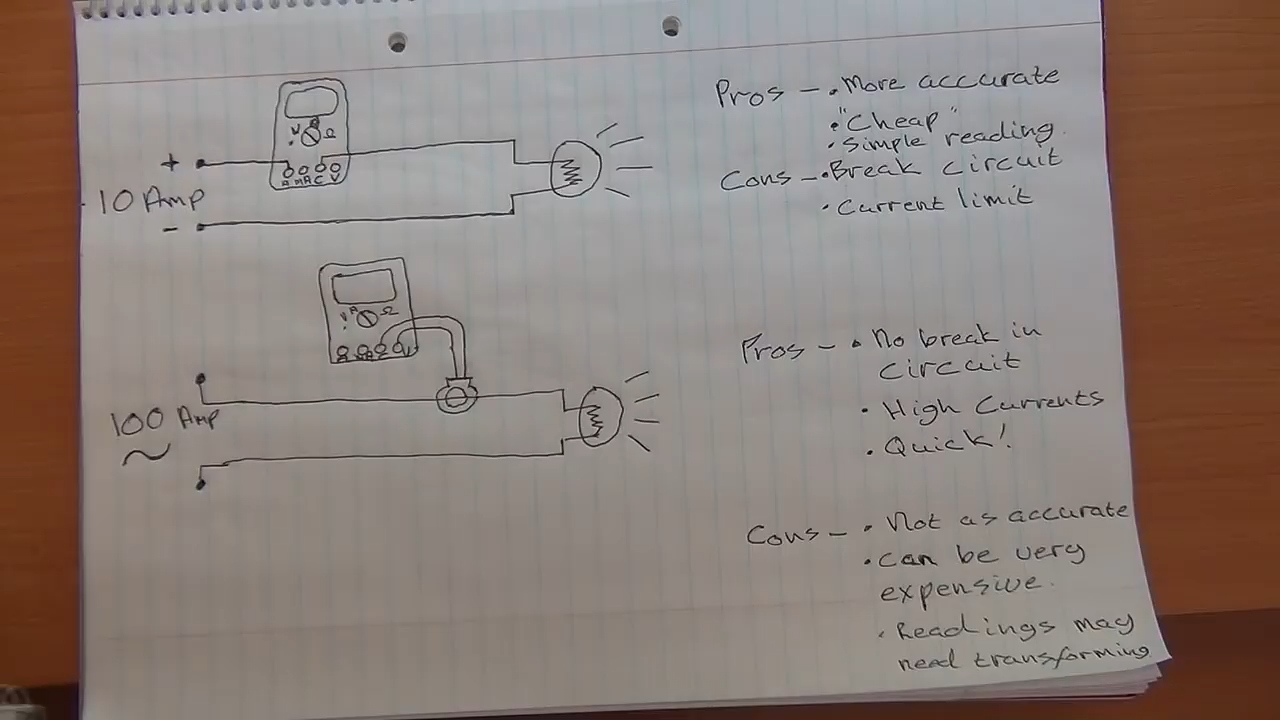 Pros - • More accurate
• "Cheap"
• Simple reading.
Cons - • Break circuit
• Current limit
+
10 Amp
-
V A Ω
A mA C V
Pros - • No break in
circuit
• High Currents
• Quick!
V A Ω
100 Amp
~
Cons - • Not as accurate
• Can be very
expensive.
• Readings may
need transforming